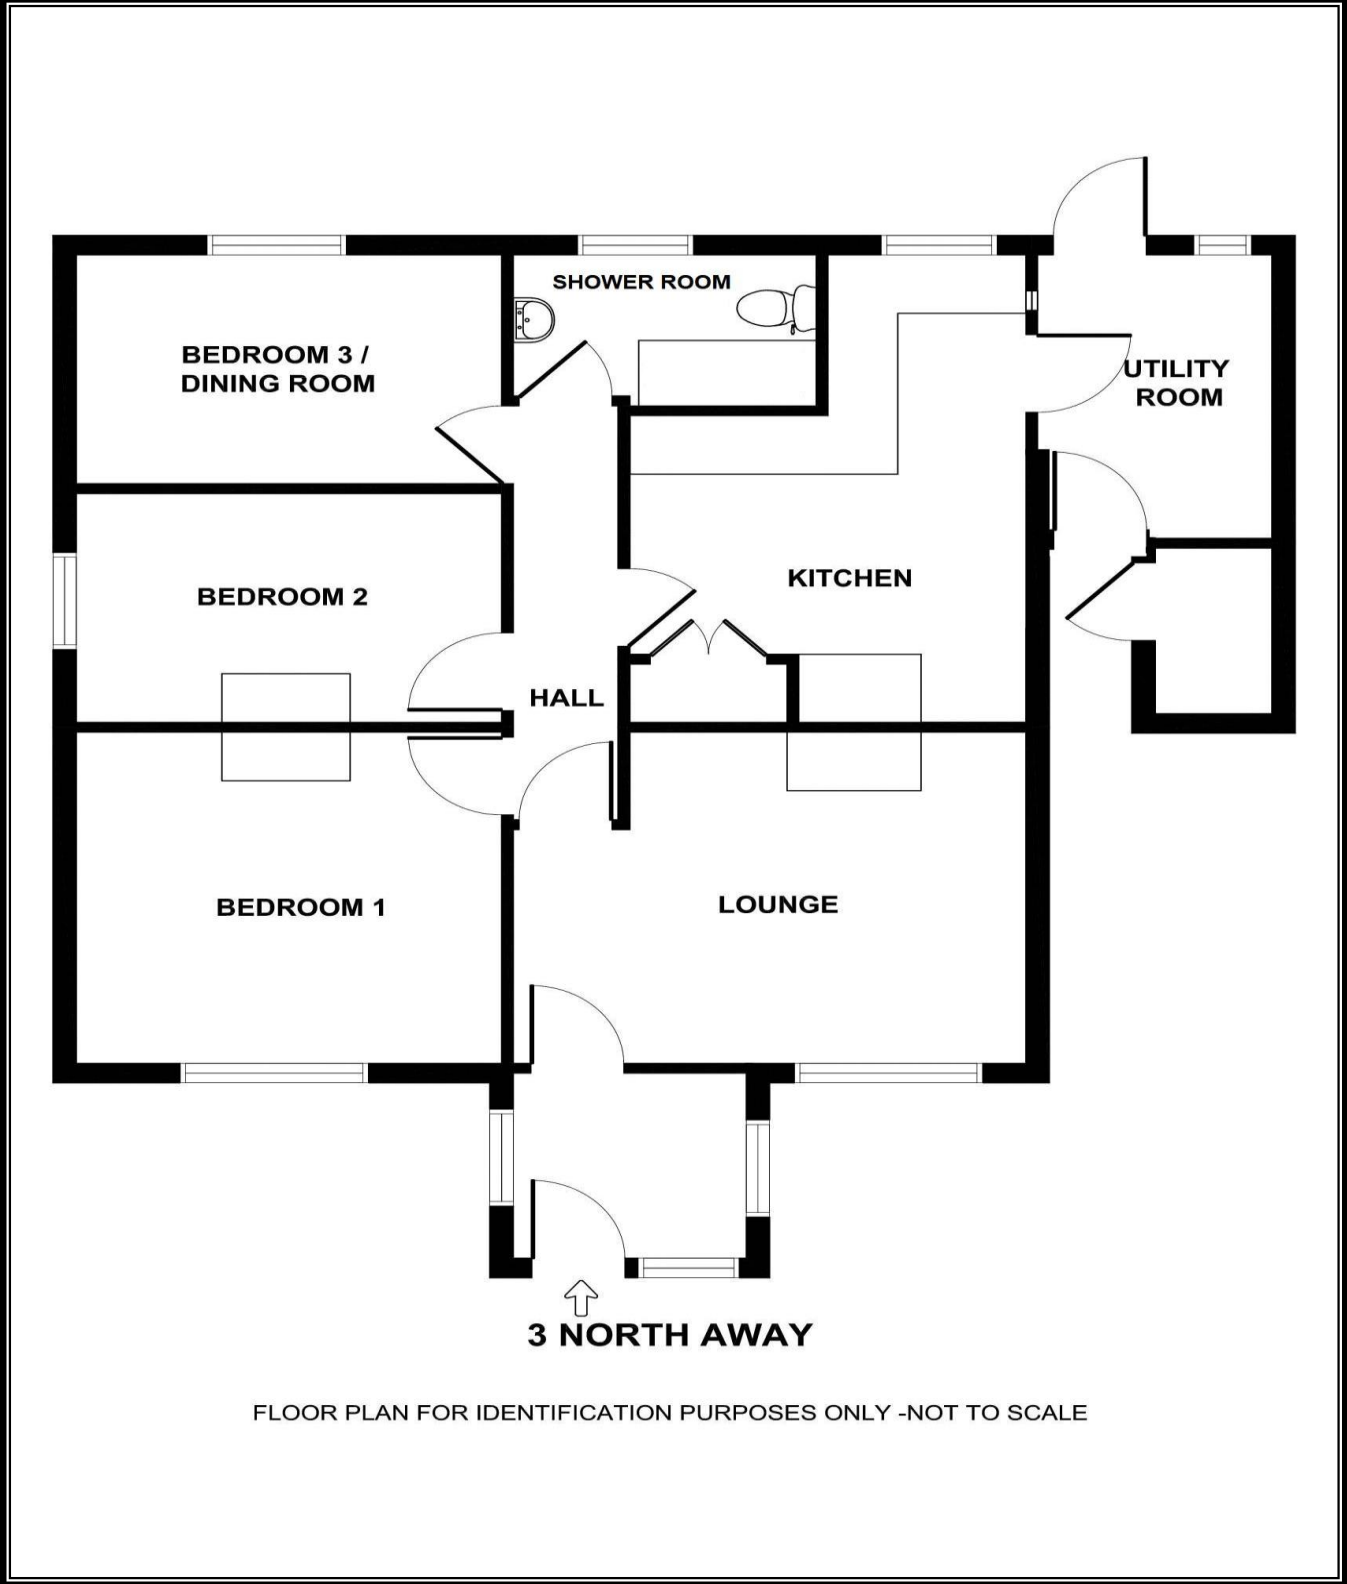 SHOWER ROOM
BEDROOM 3 /
DINING ROOM
UTILITY
ROOM
KITCHEN
BEDROOM 2
HALL
BEDROOM 1
LOUNGE
3 NORTH AWAY
FLOOR PLAN FOR IDENTIFICATION PURPOSES ONLY -NOT TO SCALE